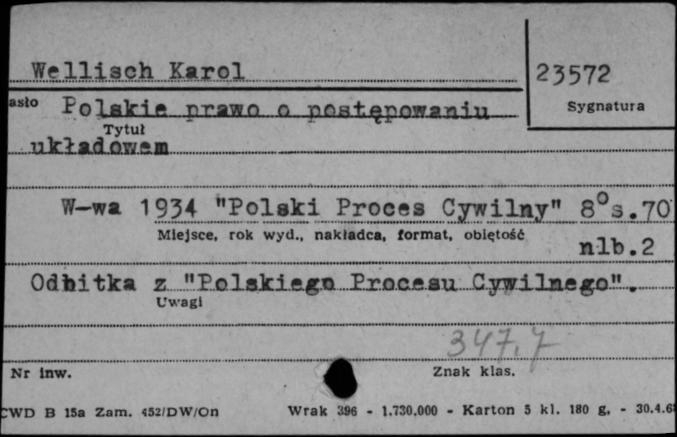 Wellisch Karol
23572
asło Polskie prawo o postępowaniu
Sygnatura
Tytuł
układowem
W-wa 1934 "Polski Proces Cywilny" 8°s.70
Miejsce, rok wyd., nakładca, format, objętość
nlb.2
Odbitka z "Polskiego Procesu Cywilnego".
Uwagi
347.7
Nr inw.
Znak klas.
CWD B 15a Zam. 452/DW/On Wrak 396 - 1.730.000 - Karton 5 kl. 180 g. - 30.4.6